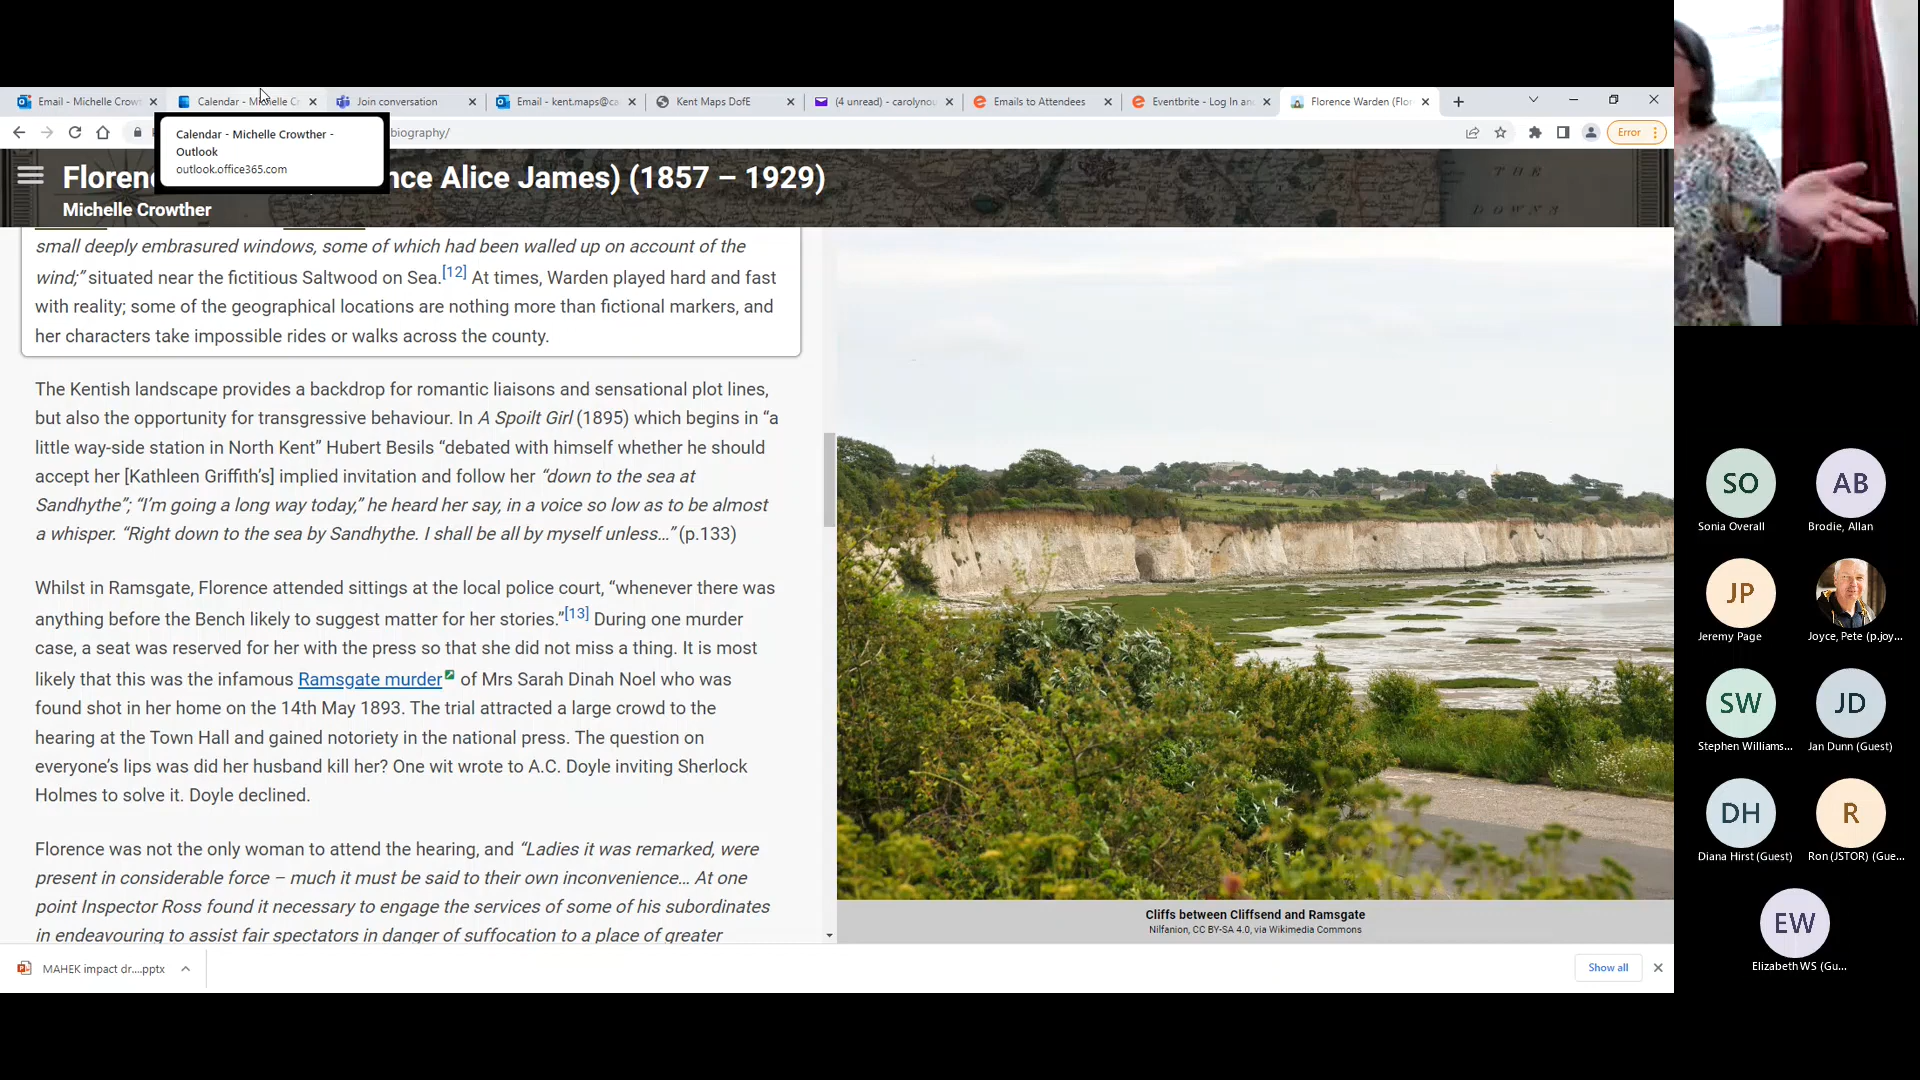 Email - Michelle Crowt
Calendar - Michelle C
Join conversation
Email - kent.maps@ca
Kent Maps DofE
(4 unread) - carolynou
Emails to Attendees
Eventbrite - Log In an
Florence Warden (Flor
biography/
Error
Calendar - Michelle Crowther -
Outlook
outlook.office365.com
Floren
nce Alice James) (1857 – 1929)
Michelle Crowther
THE
DOWNS
small deeply embrasured windows, some of which had been walled up on account of the
wind;” situated near the fictitious Saltwood on Sea.[12] At times, Warden played hard and fast
with reality; some of the geographical locations are nothing more than fictional markers, and
her characters take impossible rides or walks across the county.
The Kentish landscape provides a backdrop for romantic liaisons and sensational plot lines,
but also the opportunity for transgressive behaviour. In A Spoilt Girl (1895) which begins in “a
little way-side station in North Kent” Hubert Besils “debated with himself whether he should
accept her [Kathleen Griffith’s] implied invitation and follow her “down to the sea at
Sandhythe”; “I’m going a long way today,” he heard her say, in a voice so low as to be almost
a whisper. “Right down to the sea by Sandhythe. I shall be all by myself unless…” (p.133)
Whilst in Ramsgate, Florence attended sittings at the local police court, “whenever there was
anything before the Bench likely to suggest matter for her stories.”[13] During one murder
case, a seat was reserved for her with the press so that she did not miss a thing. It is most
likely that this was the infamous Ramsgate murder of Mrs Sarah Dinah Noel who was
found shot in her home on the 14th May 1893. The trial attracted a large crowd to the
hearing at the Town Hall and gained notoriety in the national press. The question on
everyone’s lips was did her husband kill her? One wit wrote to A.C. Doyle inviting Sherlock
Holmes to solve it. Doyle declined.
Florence was not the only woman to attend the hearing, and “Ladies it was remarked, were
present in considerable force – much it must be said to their own inconvenience… At one
point Inspector Ross found it necessary to engage the services of some of his subordinates
in endeavouring to assist fair spectators in danger of suffocation to a place of greater
Cliffs between Cliffsend and Ramsgate
Nilfanion, CC BY-SA 4.0, via Wikimedia Commons
MAHEK impact dr....pptx
Show all
SO
Sonia Overall
AB
Brodie, Allan
JP
Jeremy Page
Joyce, Pete (p.joy...
SW
Stephen Williams...
JD
Jan Dunn (Guest)
DH
Diana Hirst (Guest)
R
Ron (JSTOR) (Gue...
EW
Elizabeth WS (Gu...